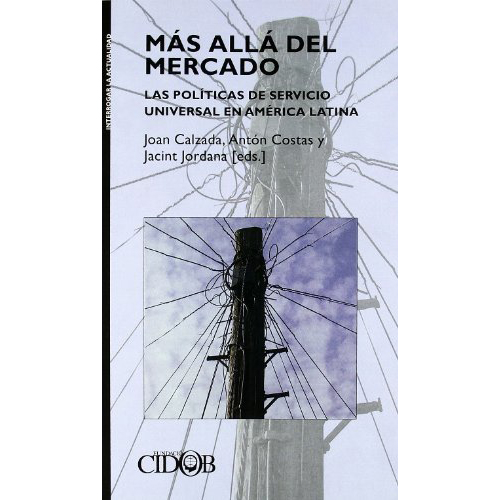 INTERROGAR LA ACTUALIDAD
MÁS ALLÁ DEL
MERCADO
LAS POLÍTICAS DE SERVICIO
UNIVERSAL EN AMÉRICA LATINA
Joan Calzada, Antón Costas y
Jacint Jordana [eds.]
FUNDACIÓ
CIDOB